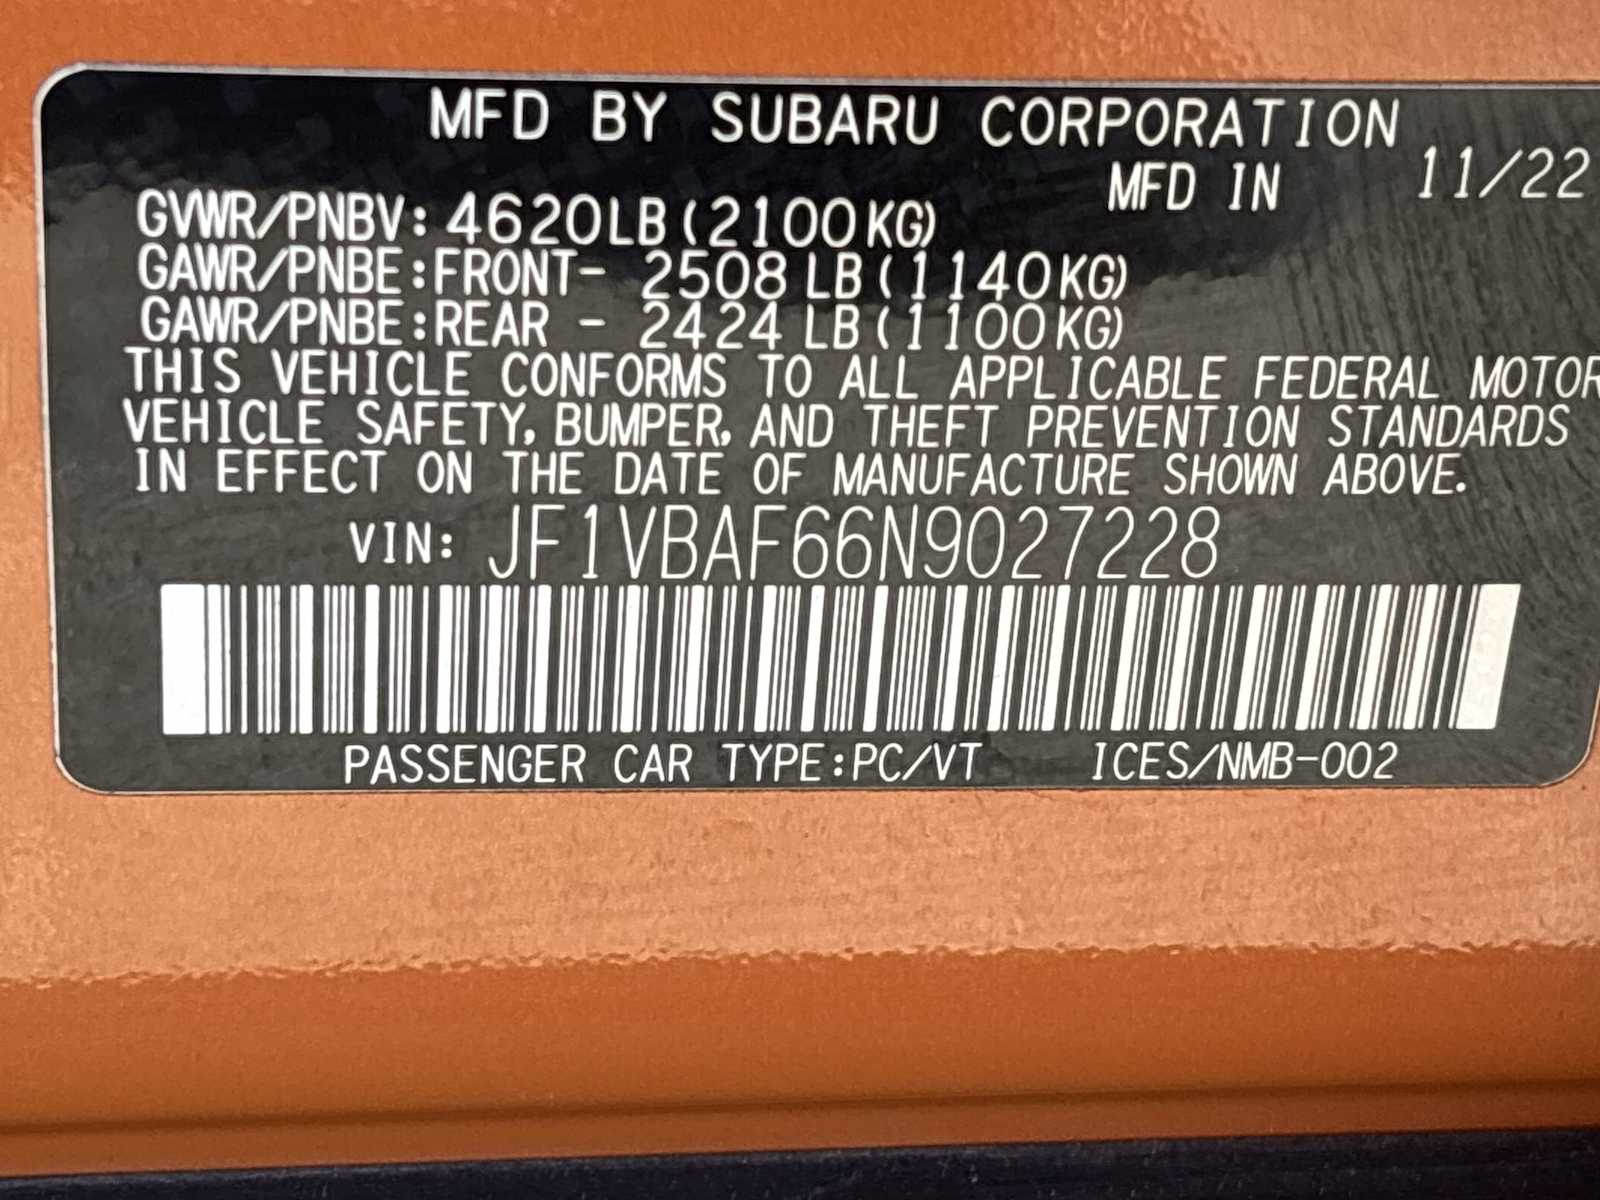 MFD BY SUBARU CORPORATION
MFD IN 11/22
GVWR/PNBV: 4620LB (2100KG)
GAWR/PNBE:FRONT- 2508 LB (1140KG)
GAWR/PNBE:REAR - 2424 LB (1100KG)
THIS VEHICLE CONFORMS TO ALL APPLICABLE FEDERAL MOTOR
VEHICLE SAFETY, BUMPER, AND THEFT PREVENTION STANDARDS
IN EFFECT ON THE DATE OF MANUFACTURE SHOWN ABOVE.
VIN: JF1VBAF66N9027228
PASSENGER CAR TYPE:PC/VT ICES/NMB-002